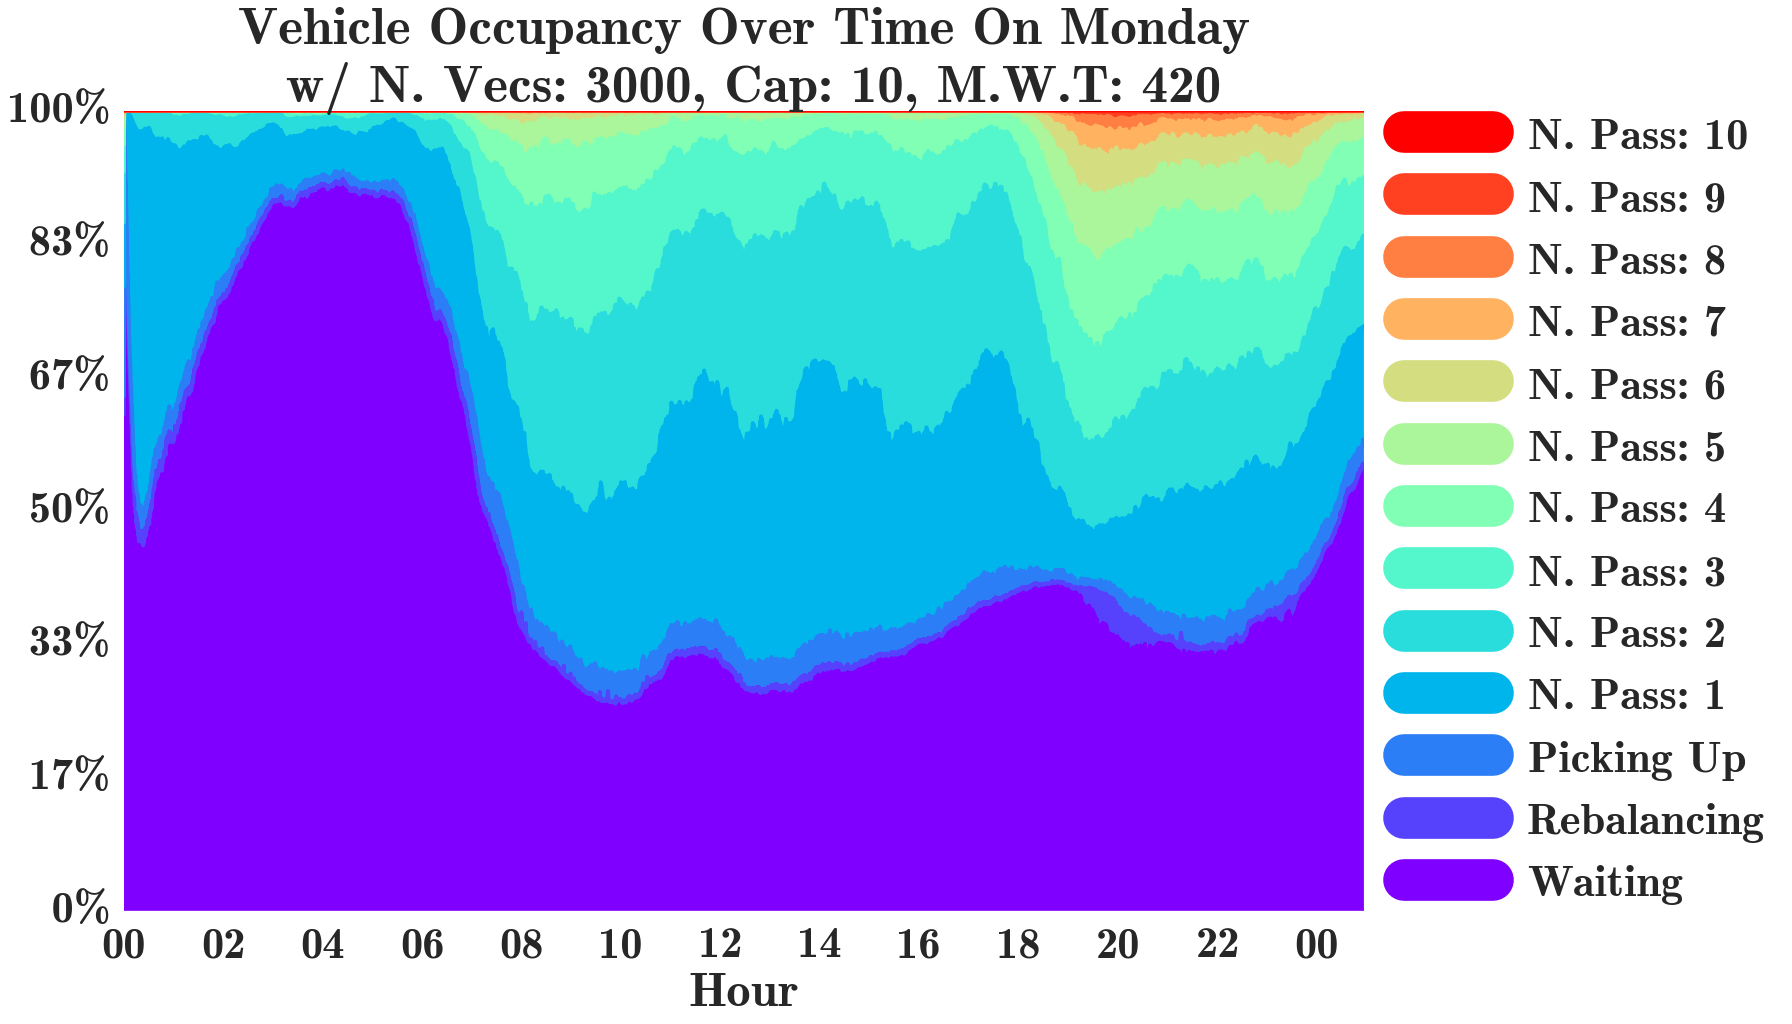 Vehicle Occupancy Over Time On Monday
w/ N. Vecs: 3000, Cap: 10, M.W.T: 420
100%
83%
67%
50%
33%
17%
0%
00 02 04 06 08 10 12 14 16 18 20 22 00
Hour
N. Pass: 10
N. Pass: 9
N. Pass: 8
N. Pass: 7
N. Pass: 6
N. Pass: 5
N. Pass: 4
N. Pass: 3
N. Pass: 2
N. Pass: 1
Picking Up
Rebalancing
Waiting